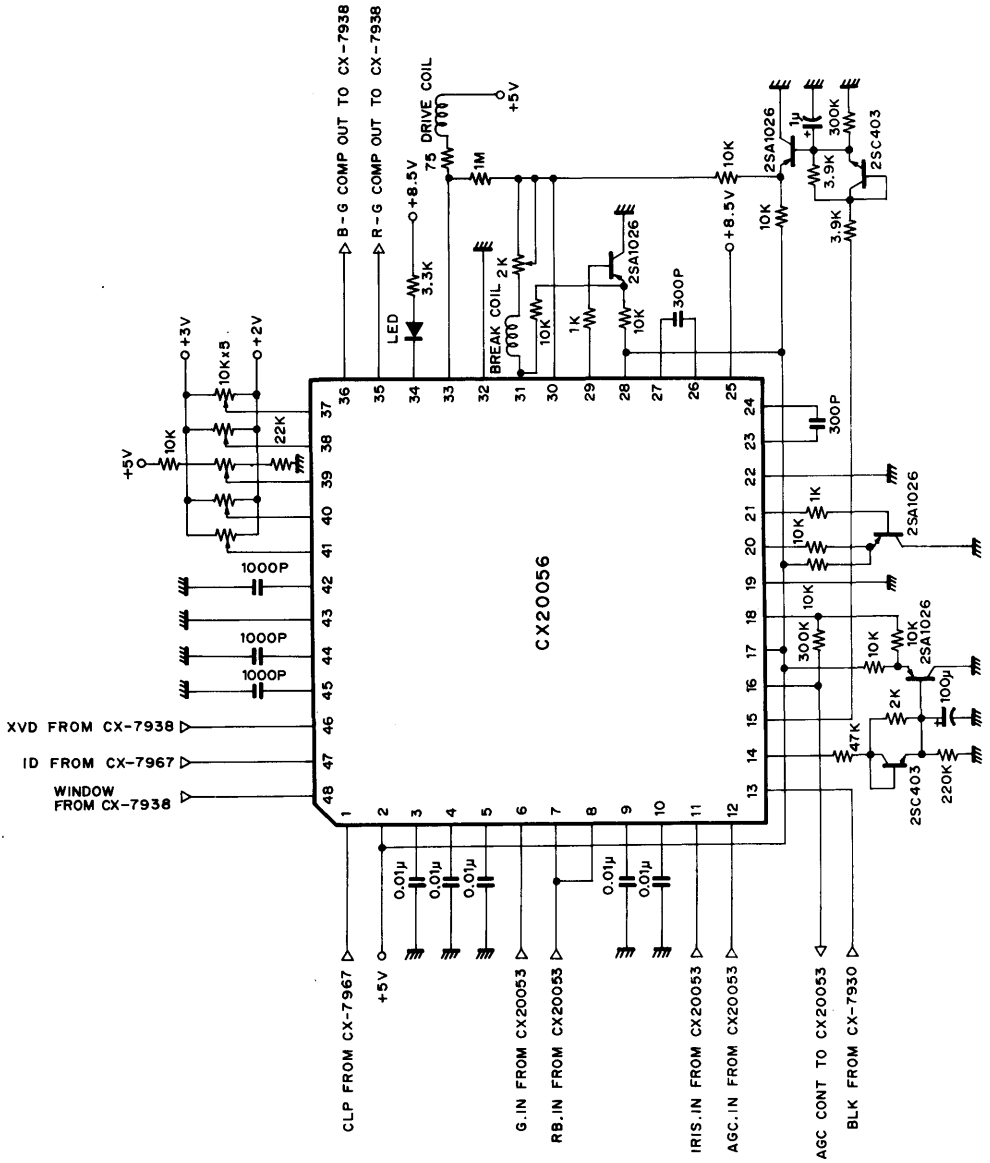 B-G COMP OUT TO CX-7938
R-G COMP OUT TO CX-7938
75 DRIVE COIL
+5V
+8.5V
3.3K
LED
1M
BREAK COIL
2K
10K
1K
2SA1026
10K
300P
10K
+8.5V
10K
2SA1026
1µ
+
300K
3.9K
2SC403
3.9K
+3V
10Kx5
+2V
+5V
10K
22K
36
35
34
33
32
31
30
29
28
27
26
25
37
38
39
40
41
42
43
44
45
46
47
48
1000P
1000P
1000P
XVD FROM CX-7938
ID FROM CX-7967
WINDOW
FROM CX-7938
CX20056
24
23
22
21
20
19
18
17
16
15
14
13
300P
1K
10K
10K
2SA1026
300K
10K
10K
2SA1026
100µ
+
2K
47K
2SC403
220K
1
2
3
4
5
6
7
8
9
10
11
12
0.01µ
0.01µ
0.01µ
0.01µ
0.01µ
CLP FROM CX-7967
+5V
G.IN FROM CX20053
RB.IN FROM CX20053
IRIS.IN FROM CX20053
AGC.IN FROM CX20053
AGC CONT TO CX20053
BLK FROM CX-7930